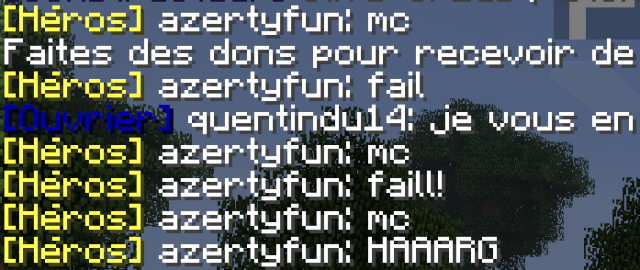 [Héros] azertyfun: mc
Faites des dons pour recevoir de
[Héros] azertyfun: fail
[Ouvrier] quentindu14: je vous en
[Héros] azertyfun: mc
[Héros] azertyfun: faill!
[Héros] azertyfun: mc
[Héros] azertyfun: HAAARG